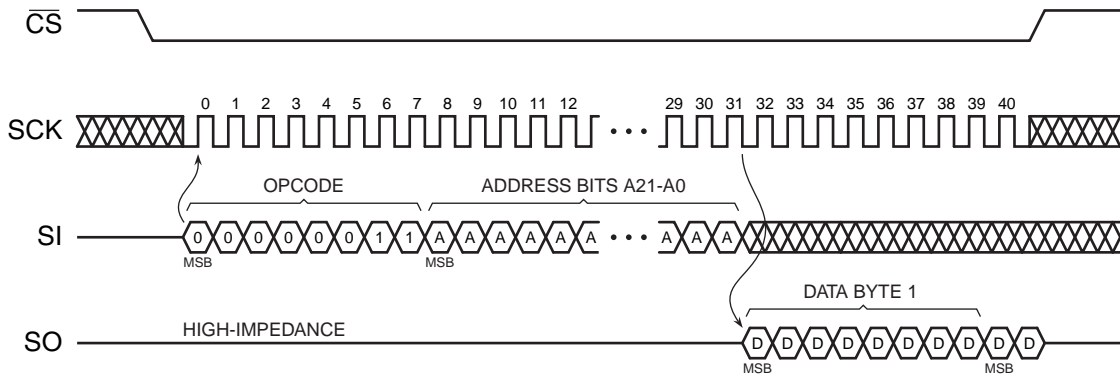 CS
0 1 2 3 4 5 6 7 8 9 10 11 12 29 30 31 32 33 34 35 36 37 38 39 40
SCK
OPCODE ADDRESS BITS A21-A0
SI 0 0 0 0 0 0 1 1 A A A A A A A A A
MSB MSB
DATA BYTE 1
HIGH-IMPEDANCE
SO D D D D D D D D D D
MSB MSB